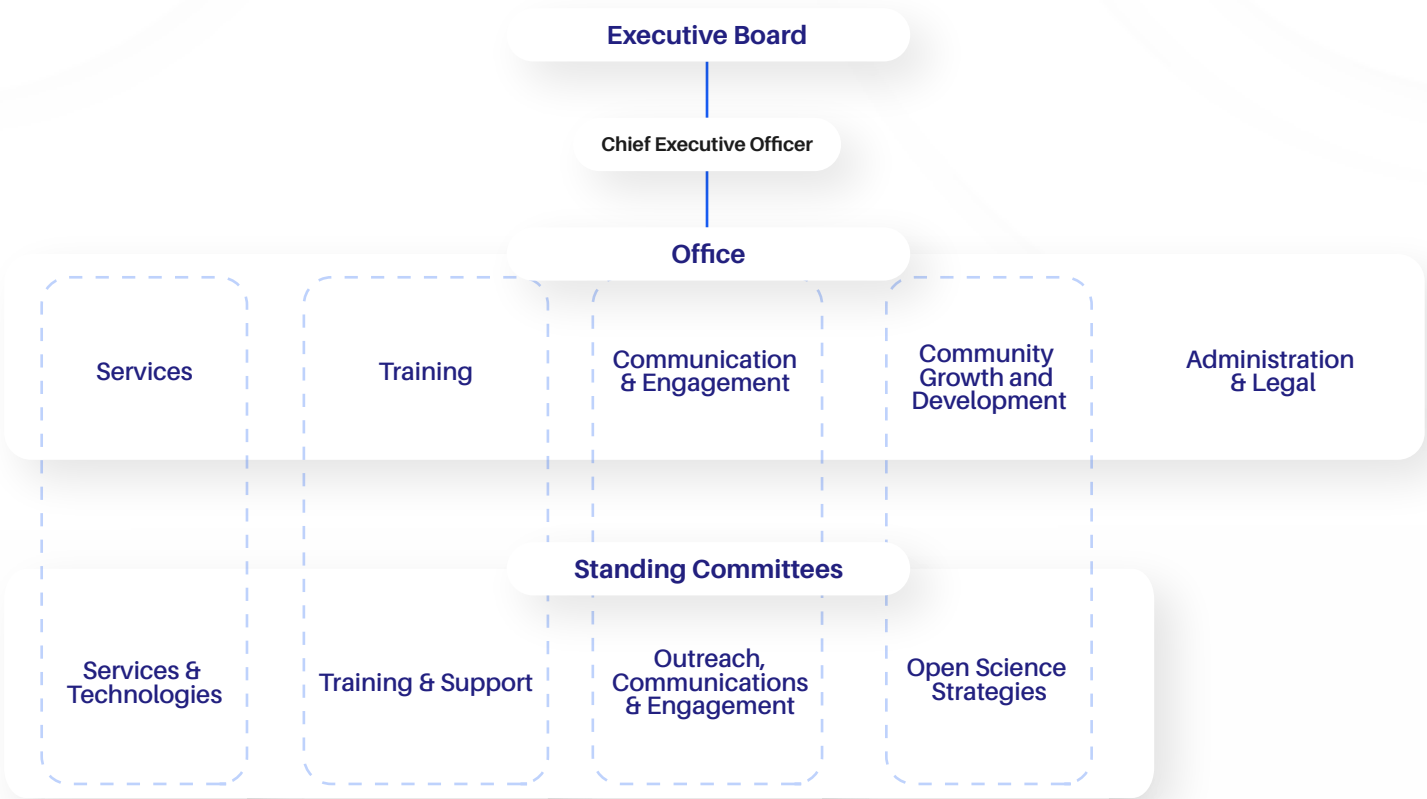 Executive Board
Chief Executive Officer
Office
Services
Training
Communication
& Engagement
Community
Growth and
Development
Administration
& Legal
Standing Committees
Services &
Technologies
Training & Support
Outreach,
Communications
& Engagement
Open Science
Strategies